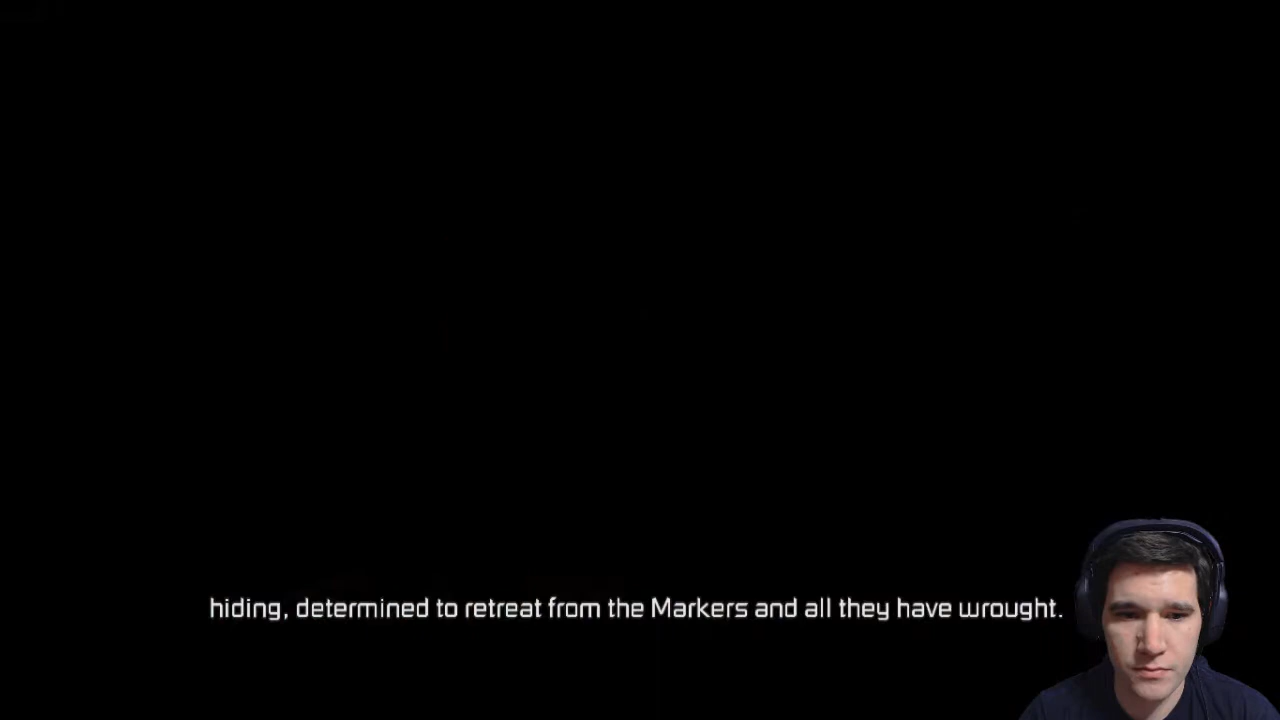 hiding, determined to retreat from the Markers and all they have wrought.